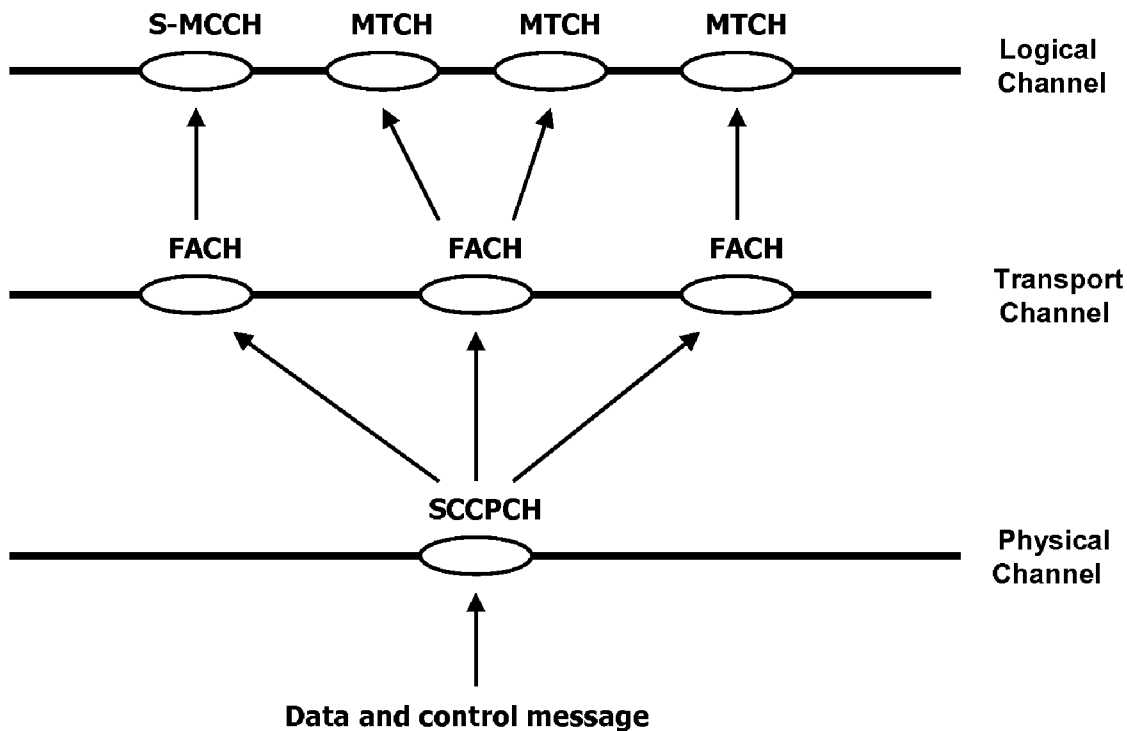 S-MCCH MTCH MTCH MTCH
Logical
Channel
FACH FACH FACH
Transport
Channel
SCCPCH
Physical
Channel
Data and control message